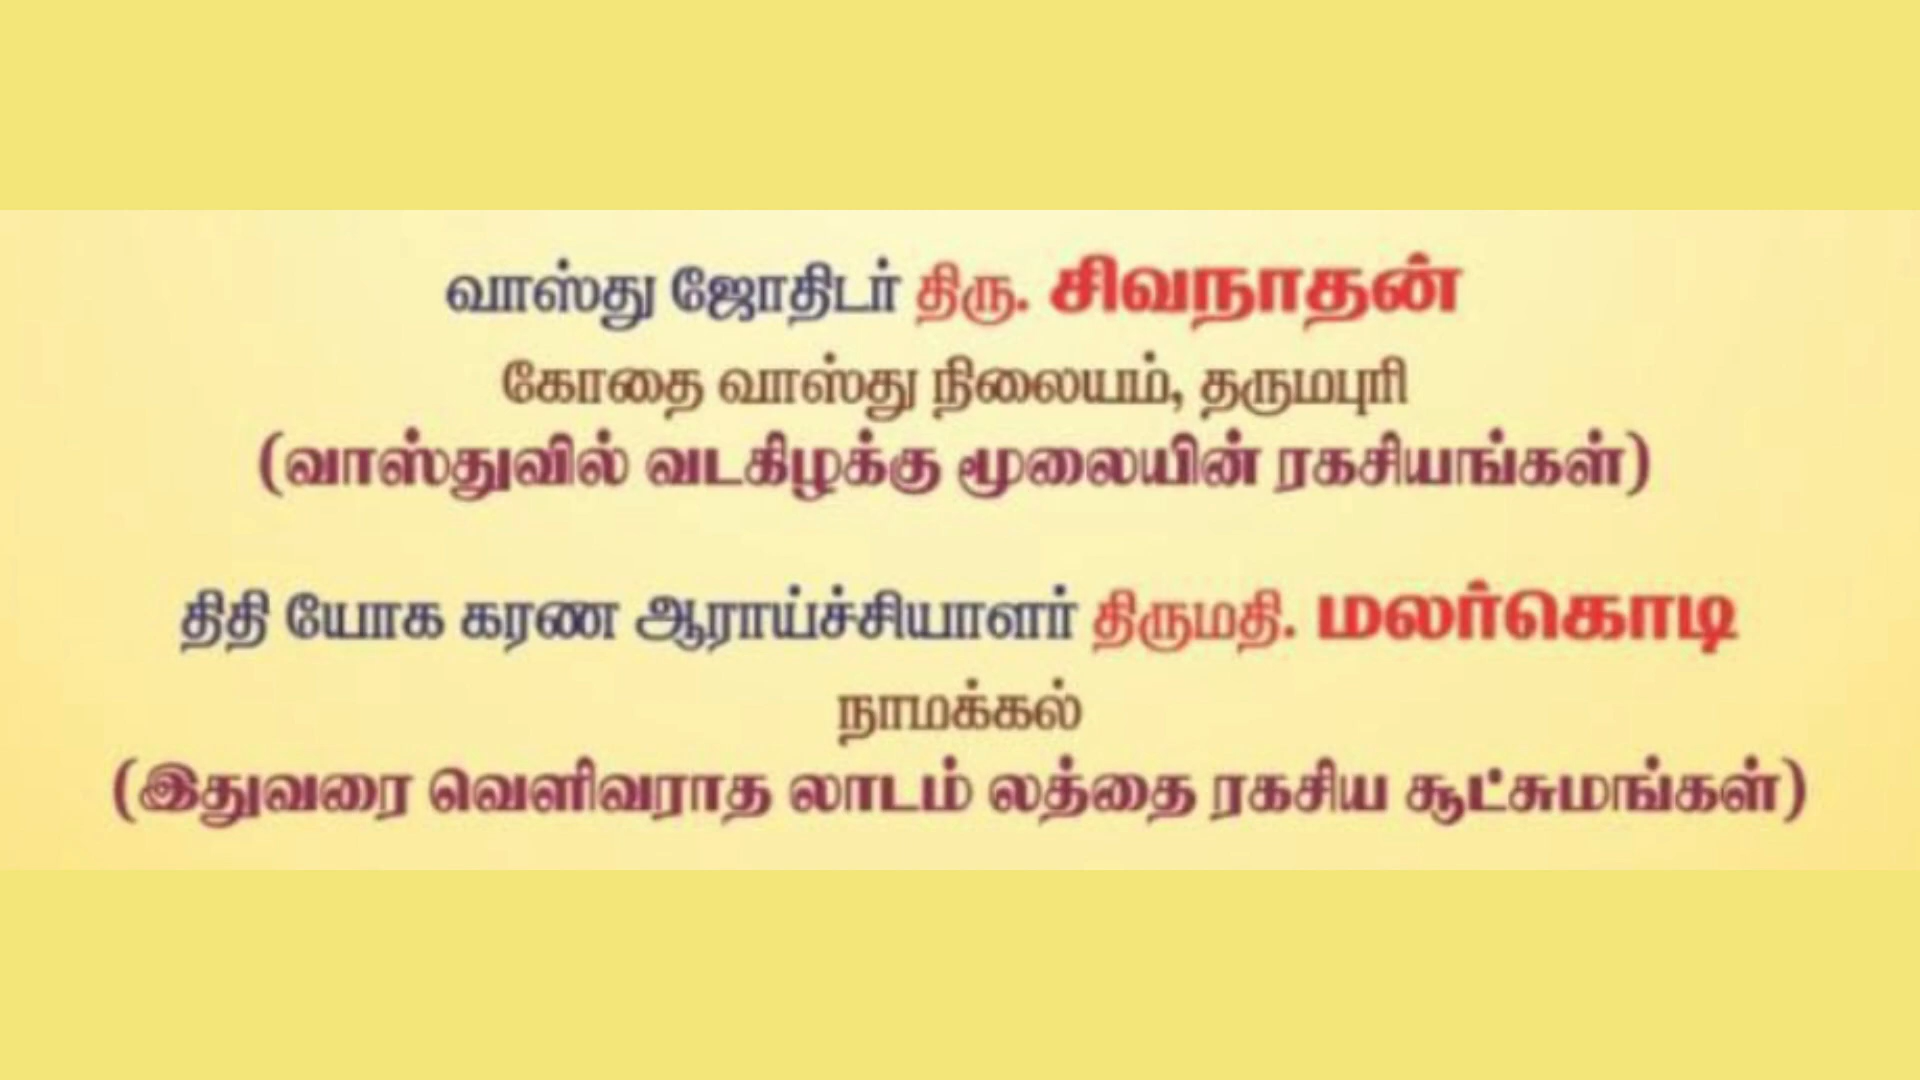 வாஸ்து ஜோதிடர் திரு. சிவநாதன்
கோதை வாஸ்து நிலையம், தருமபுரி
(வாஸ்துவில் வடகிழக்கு மூலையின் ரகசியங்கள்)
திதி யோக கரண ஆராய்ச்சியாளர் திருமதி. மலர்கொடி
நாமக்கல்
(இதுவரை வெளிவராத லாடம் லத்தை ரகசிய சூட்சுமங்கள்)